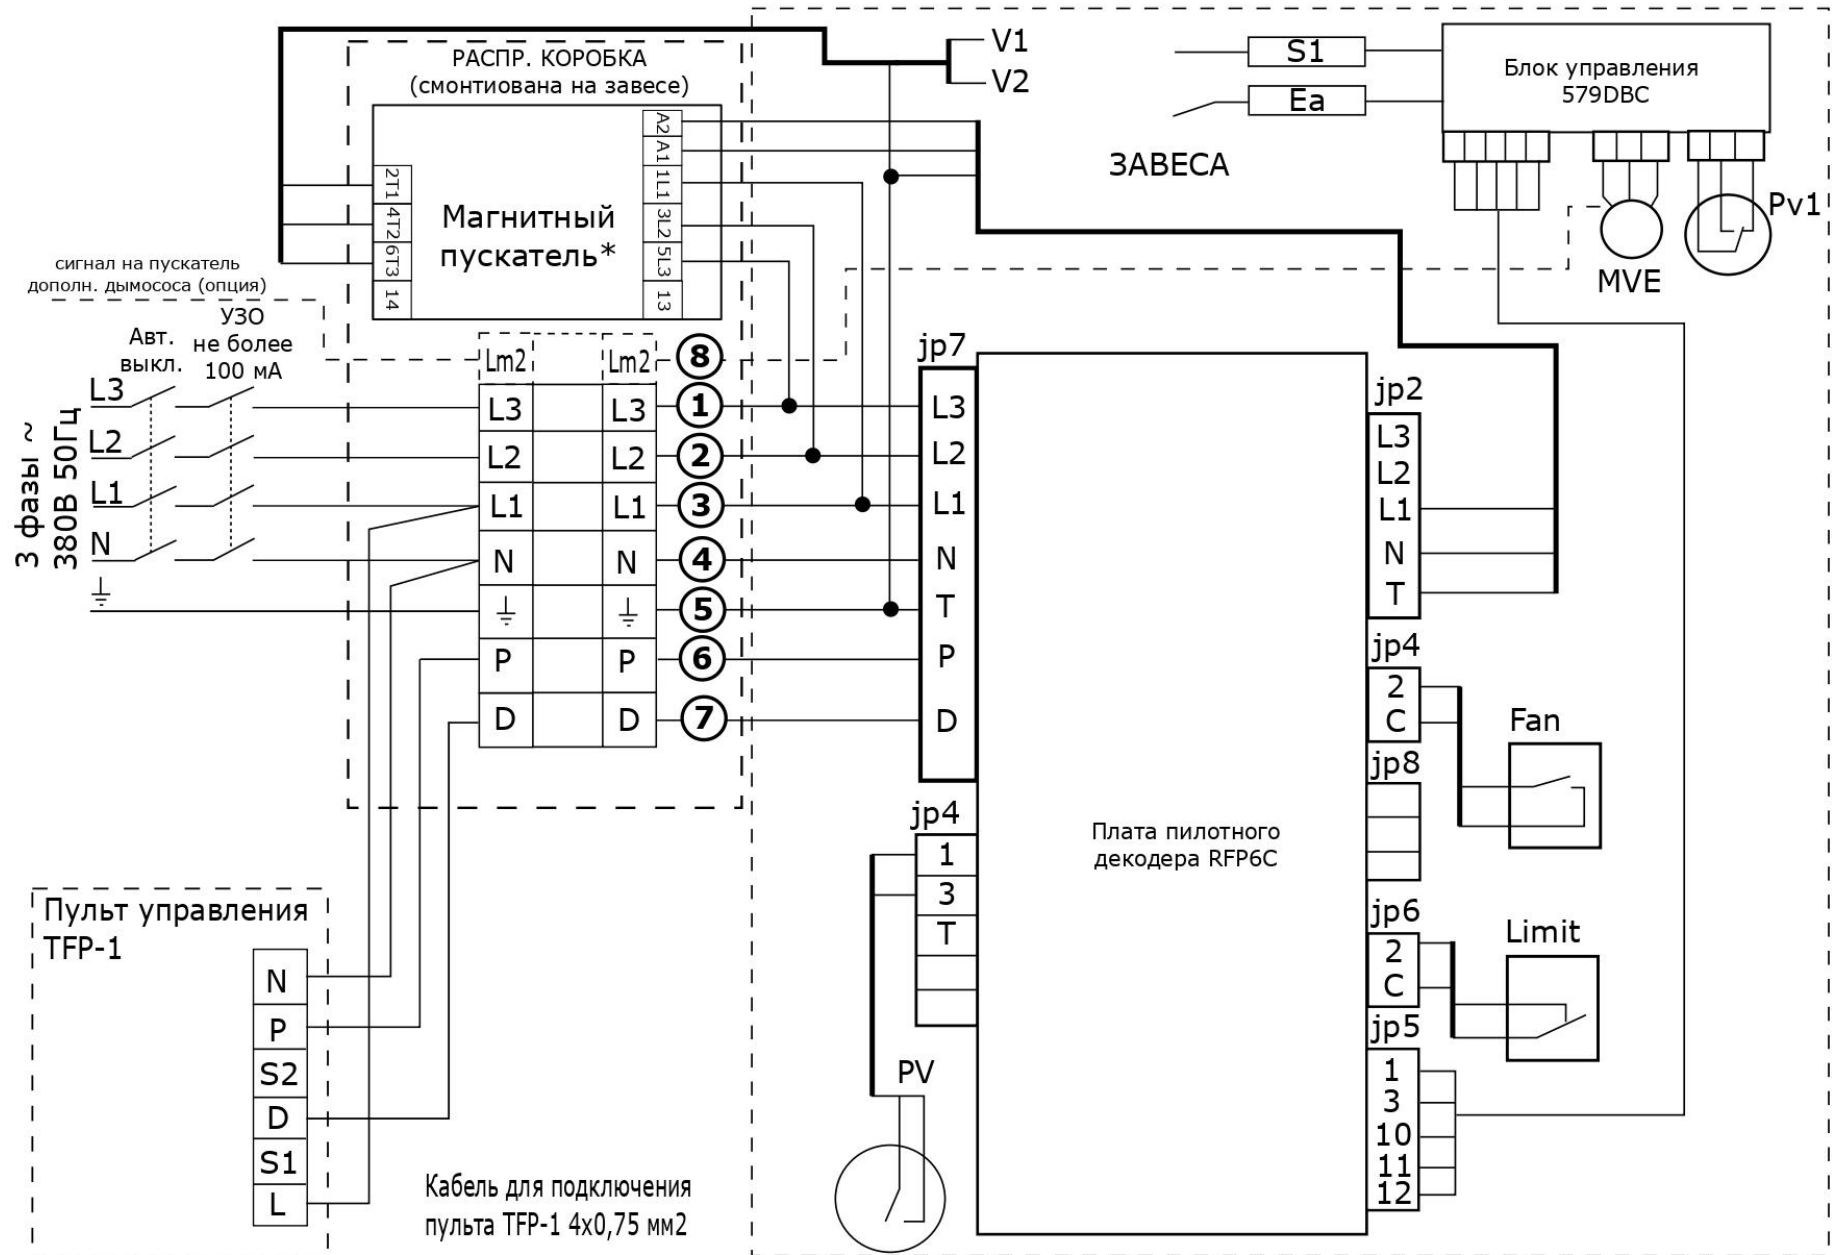 РАСПР. КОРОБКА
(смонтиована на завесе)
V1
V2
S1
Ea
Блок управления
579DBC
ЗАВЕСА
Pv1
MVE
Магнитный
пускатель*
2T1
4T2
6T3
14
A2
A1
1L1
3L2
5L3
13
сигнал на пускатель
дополн. дымососа (опция)
Авт.
выкл.
УЗО
не более
100 мА
3 фазы ~
380В 50Гц
L3
L2
L1
N
Lm2
L3
L2
L1
N
P
D
Lm2
L3
L2
L1
N
P
D
8
1
2
3
4
5
6
7
jp7
L3
L2
L1
N
T
P
D
jp4
1
3
T
PV
Плата пилотного
декодера RFP6C
jp2
L3
L2
L1
N
T
jp4
2
C
Fan
jp8
jp6
2
C
Limit
jp5
1
3
10
11
12
Пульт управления
TFP-1
N
P
S2
D
S1
L
Кабель для подключения
пульта TFP-1 4х0,75 мм2